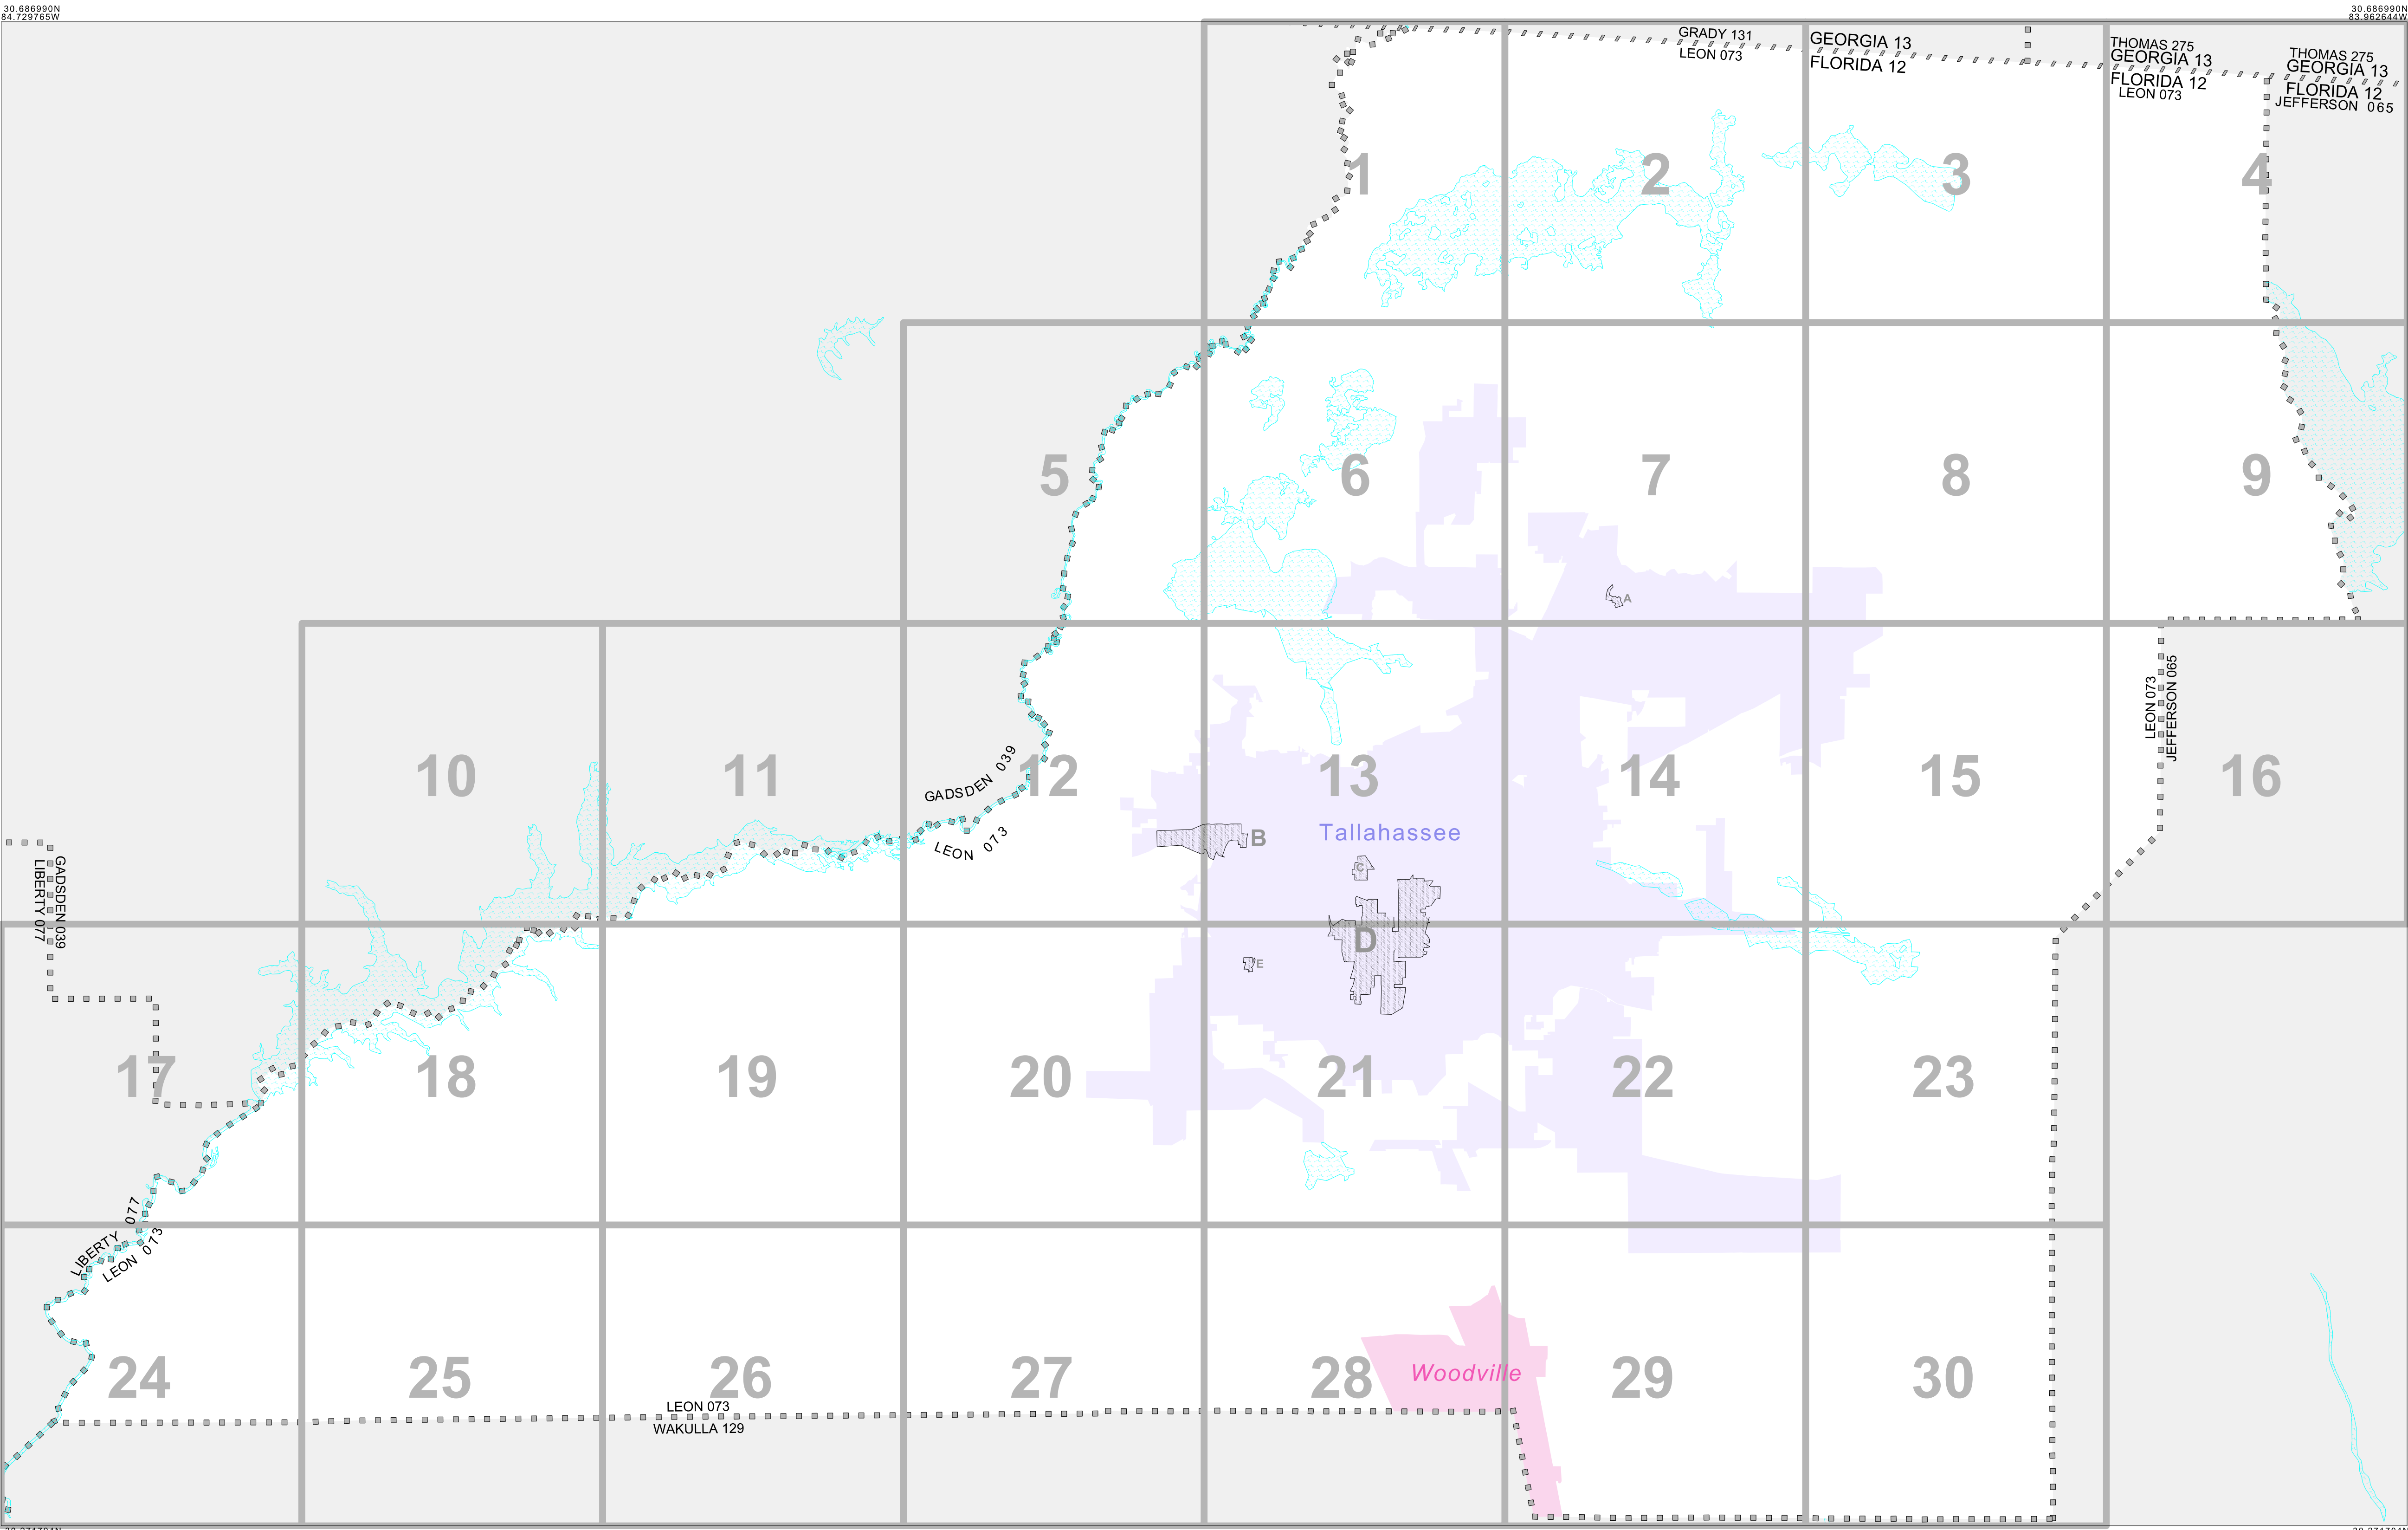 30.686990N
84.729765W
30.686990N
83.962644W
GRADY 131
LEON 073
GEORGIA 13
FLORIDA 12
THOMAS 275
GEORGIA 13
FLORIDA 12
LEON 073
THOMAS 275
GEORGIA 13
FLORIDA 12
JEFFERSON 065
1
2
3
4
5
6
7
8
9
A
10
11
12
13
14
15
16
GADSDEN 039
LEON 073
LEON 073
JEFFERSON 065
Tallahassee
B
C
D
E
GADSDEN 039
LIBERTY 077
17
18
19
20
21
22
23
LIBERTY 077
LEON 073
24
25
26
27
28
29
30
Woodville
LEON 073
WAKULLA 129